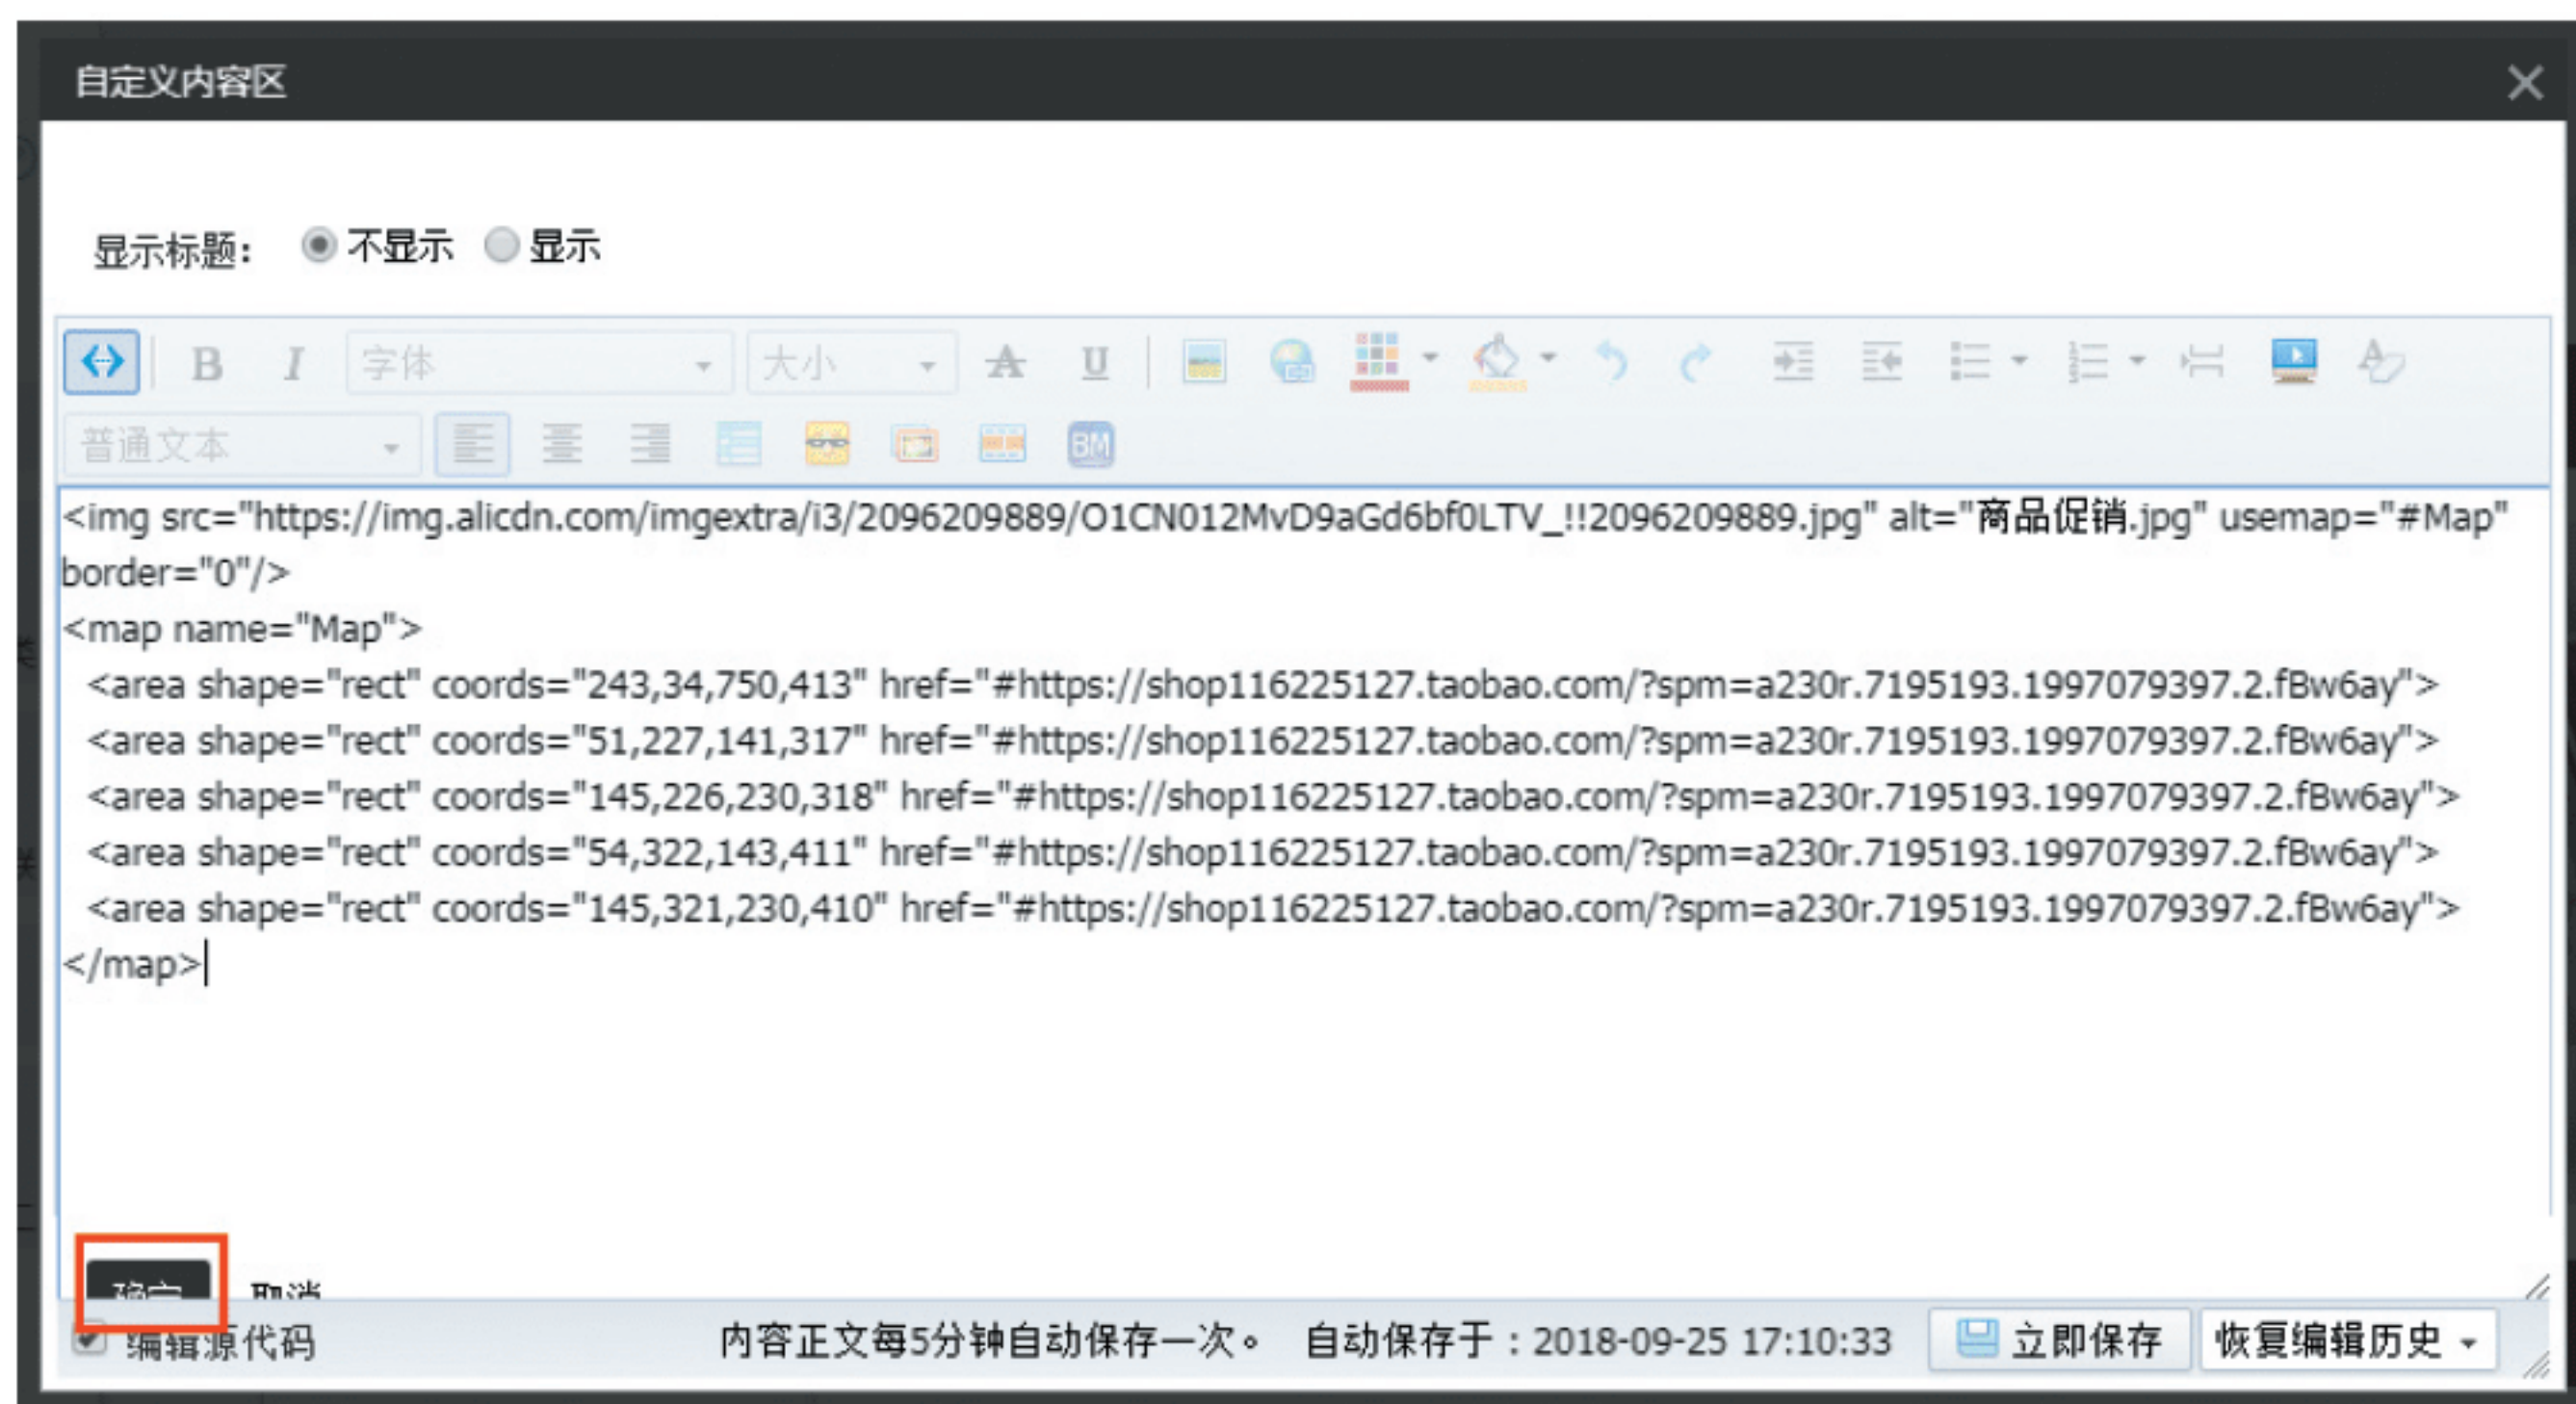 自定义内容区
显示标题： 不显示 显示
B I 字体 大小 A U
普通文本 BM
<img src="https://img.alicdn.com/imgextra/i3/2096209889/O1CN012MvD9aGd6bf0LTV_!!2096209889.jpg" alt="商品促销.jpg" usemap="#Map"
border="0"/>
<map name="Map">
<area shape="rect" coords="243,34,750,413" href="#https://shop116225127.taobao.com/?spm=a230r.7195193.1997079397.2.fBw6ay">
<area shape="rect" coords="51,227,141,317" href="#https://shop116225127.taobao.com/?spm=a230r.7195193.1997079397.2.fBw6ay">
<area shape="rect" coords="145,226,230,318" href="#https://shop116225127.taobao.com/?spm=a230r.7195193.1997079397.2.fBw6ay">
<area shape="rect" coords="54,322,143,411" href="#https://shop116225127.taobao.com/?spm=a230r.7195193.1997079397.2.fBw6ay">
<area shape="rect" coords="145,321,230,410" href="#https://shop116225127.taobao.com/?spm=a230r.7195193.1997079397.2.fBw6ay">
</map>
确定 取消
编辑源代码 内容正文每5分钟自动保存一次。 自动保存于：2018-09-25 17:10:33 立即保存 恢复编辑历史